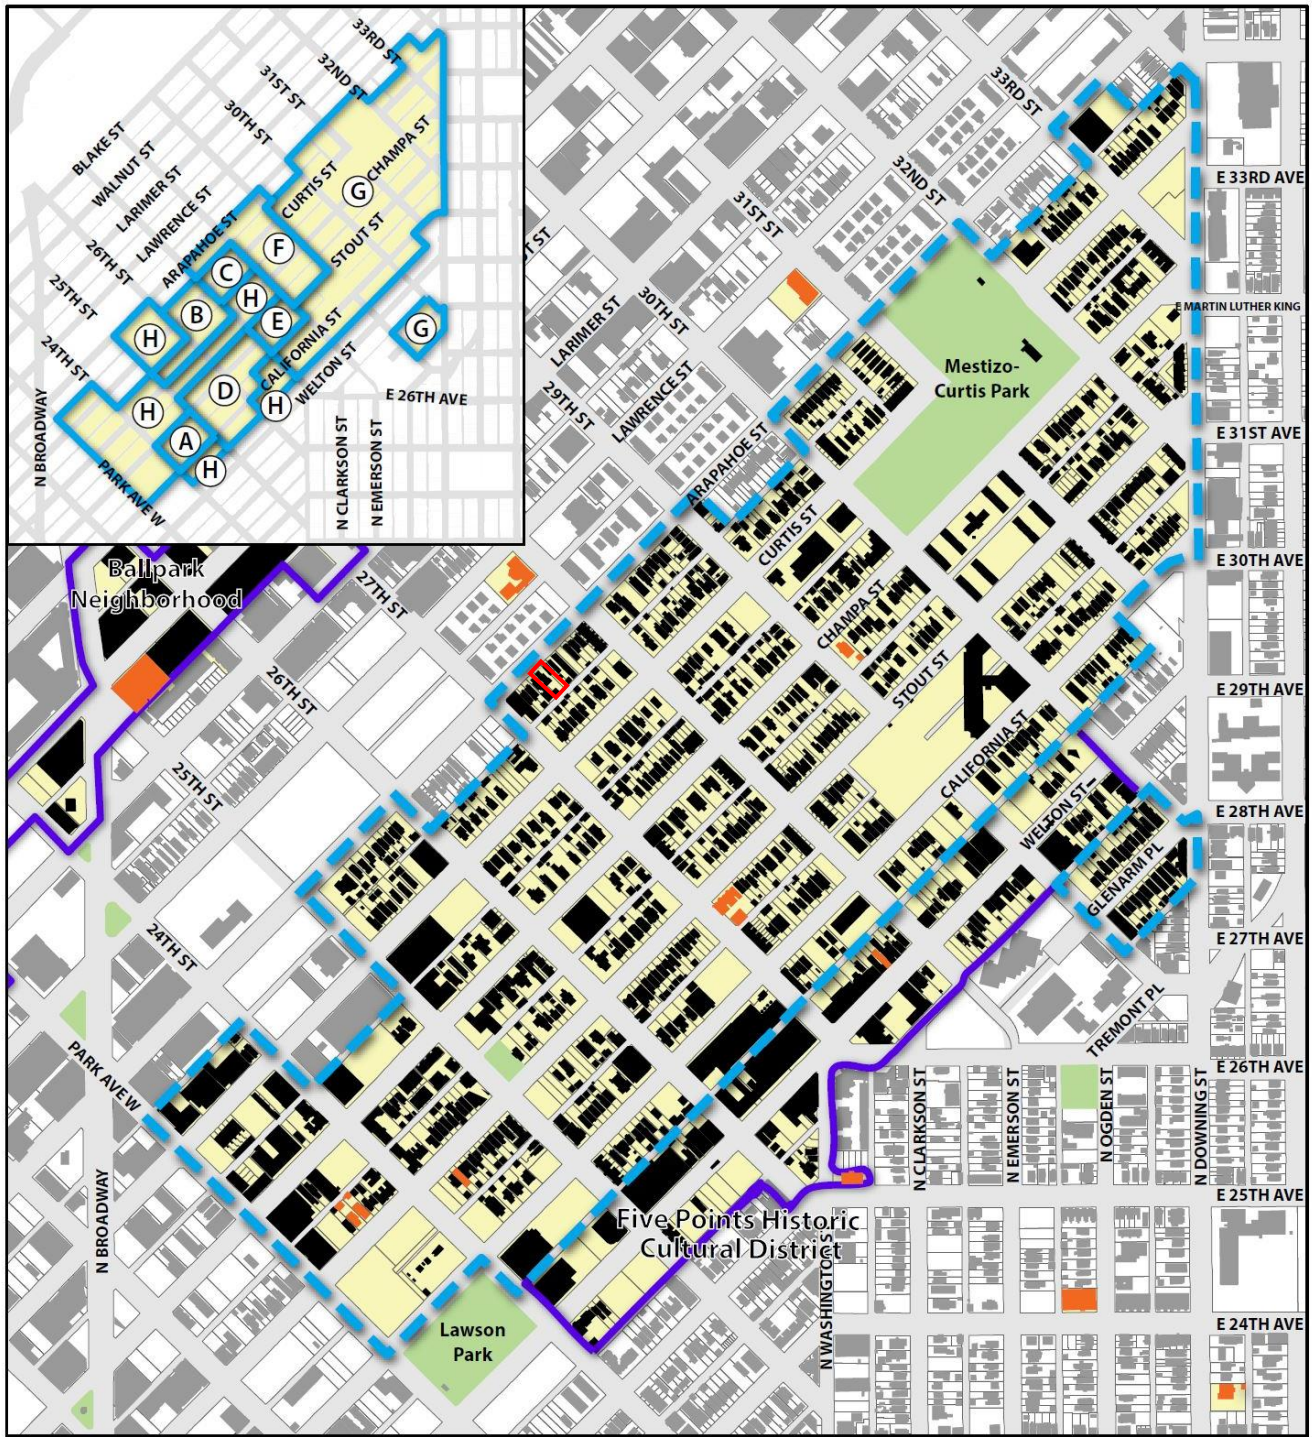 33RD ST
32ND ST
31ST ST
30TH ST
BLAKE ST
WALNUT ST
LARIMER ST
LAWRENCE ST
ARAPAHOE ST
26TH ST
25TH ST
24TH ST
CURTIS ST
CHAMPA ST
STOUT ST
CALIFORNIA ST
WELTON ST
E 26TH AVE
N BROADWAY
PARK AVE W
N CLARKSON ST
N EMERSON ST
G
F
C
H
B
E
H
G
D
H
H
A
H
33RD ST
32ND ST
31ST ST
ST ST
30TH ST
LARIMER ST
29TH ST
LAWRENCE ST
ARAPAHOE ST
Mestizo-
Curtis Park
E 33RD AVE
E MARTIN LUTHER KING
E 31ST AVE
E 30TH AVE
E 29TH AVE
E 28TH AVE
E 27TH AVE
E 26TH AVE
E 25TH AVE
E 24TH AVE
CURTIS ST
CHAMPA ST
STOUT ST
CALIFORNIA ST
WELTON ST
GLENARM PL
TREMONT PL
Ballpark
Neighborhood
27TH ST
26TH ST
25TH ST
24TH ST
PARK AVE W
N BROADWAY
Five Points Historic
Cultural District
Lawson
Park
N WASHINGTON ST
N CLARKSON ST
N EMERSON ST
N OGDEN ST
N DOWNING ST